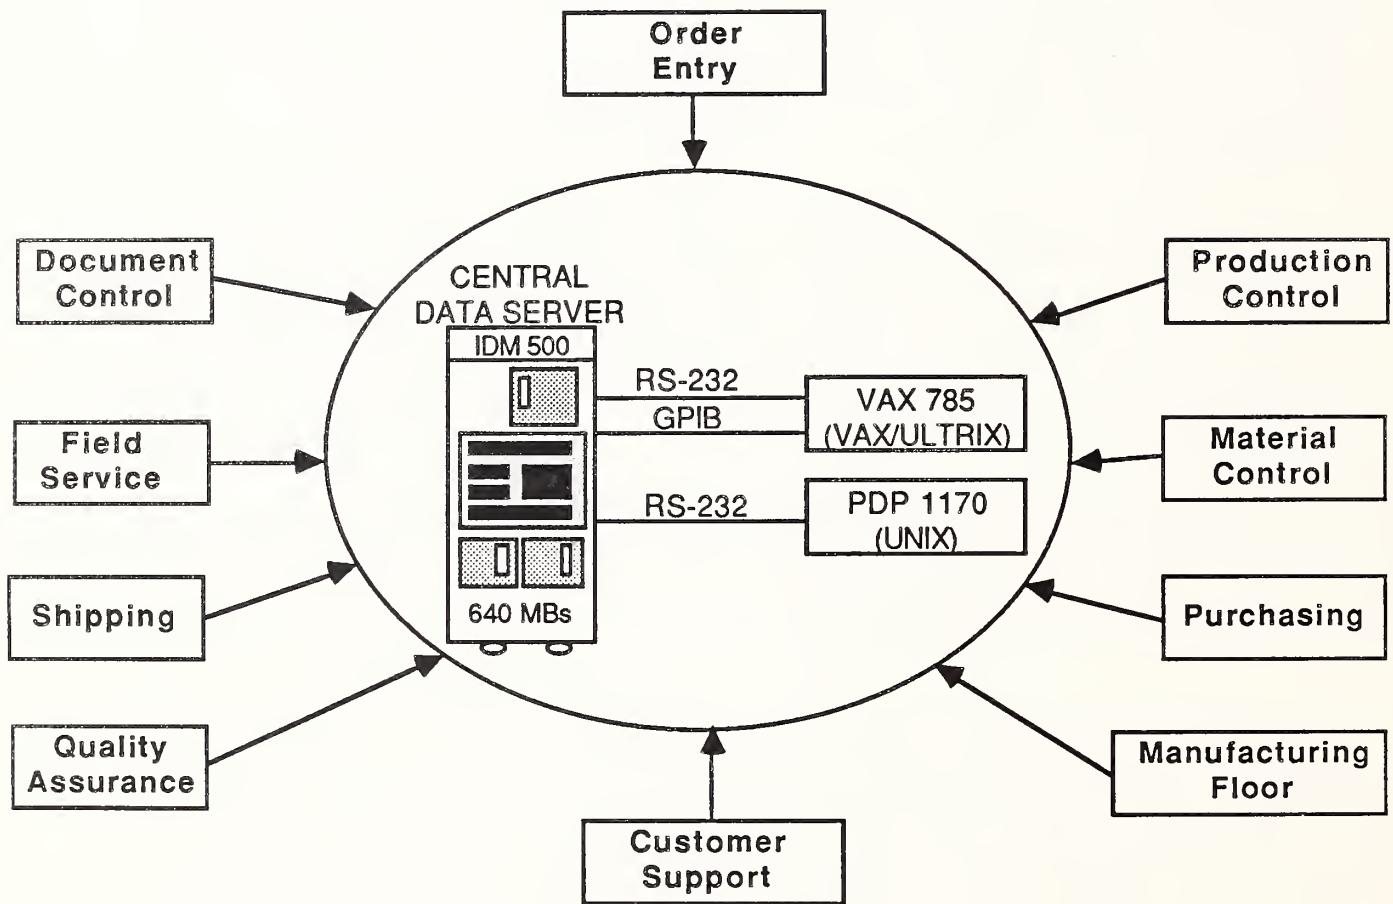 Order
Entry
Document
Control
CENTRAL
DATA SERVER
IDM 500
Production
Control
RS-232
GPIB
VAX 785
(VAX/ULTRIX)
Field
Service
Material
Control
RS-232
PDP 1170
(UNIX)
Shipping
640 MBs
Purchasing
Quality
Assurance
Manufacturing
Floor
Customer
Support